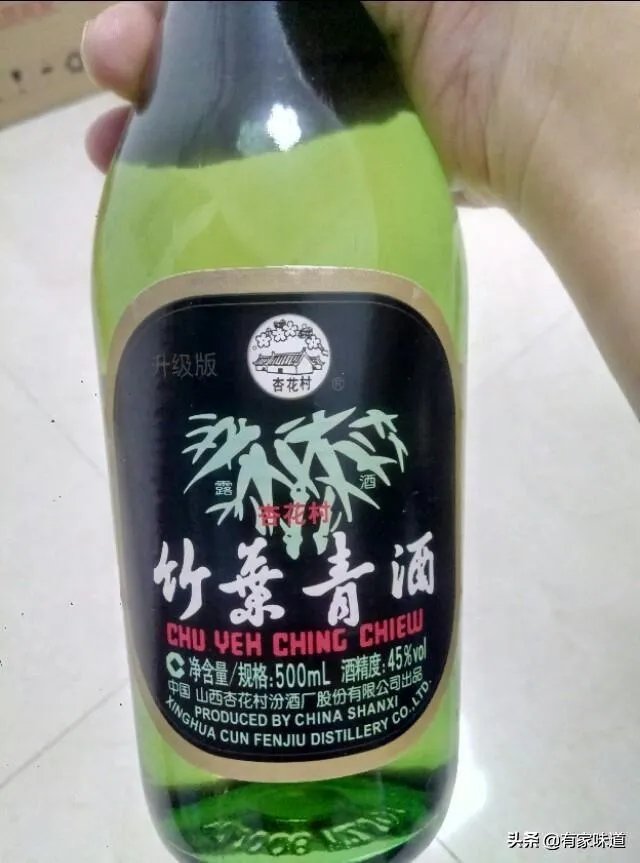 升级版
杏花村
®
露 酒
杏花村
竹葉青酒
CHU YEH CHING CHIEW
净含量/规格:500mL 酒精度:45%vol
中国 山西杏花村汾酒厂股份有限公司出品
PRODUCED BY CHINA SHANXI
XINGHUA CUN FENJIU DISTILLERY CO.,LTD.
头条 @有家味道